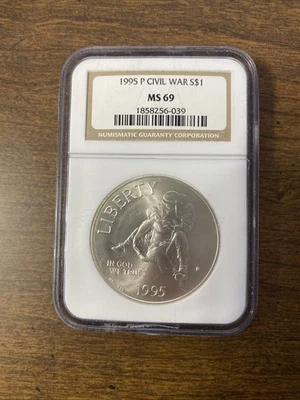 1995 P CIVIL WAR S$1
MS 69
1858256-039
NUMISMATIC GUARANTY CORPORATION
LIBERTY
IN GOD
WE TRUST
P
1995